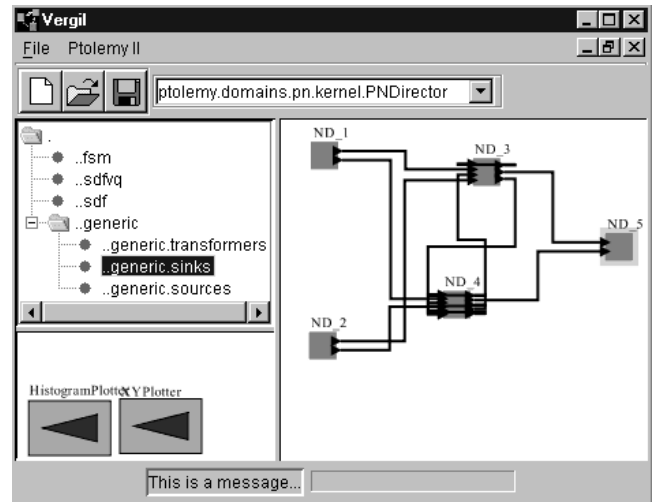 Vergil
File Ptolemy II
ptolemy.domains.pn.kernel.PNDirector
.
..fsm
..sdfvq
..sdf
..generic
..generic.transformers
..generic.sinks
..generic.sources
HistogramPlotter XYPlotter
ND_1
ND_3
ND_5
ND_4
ND_2
This is a message...